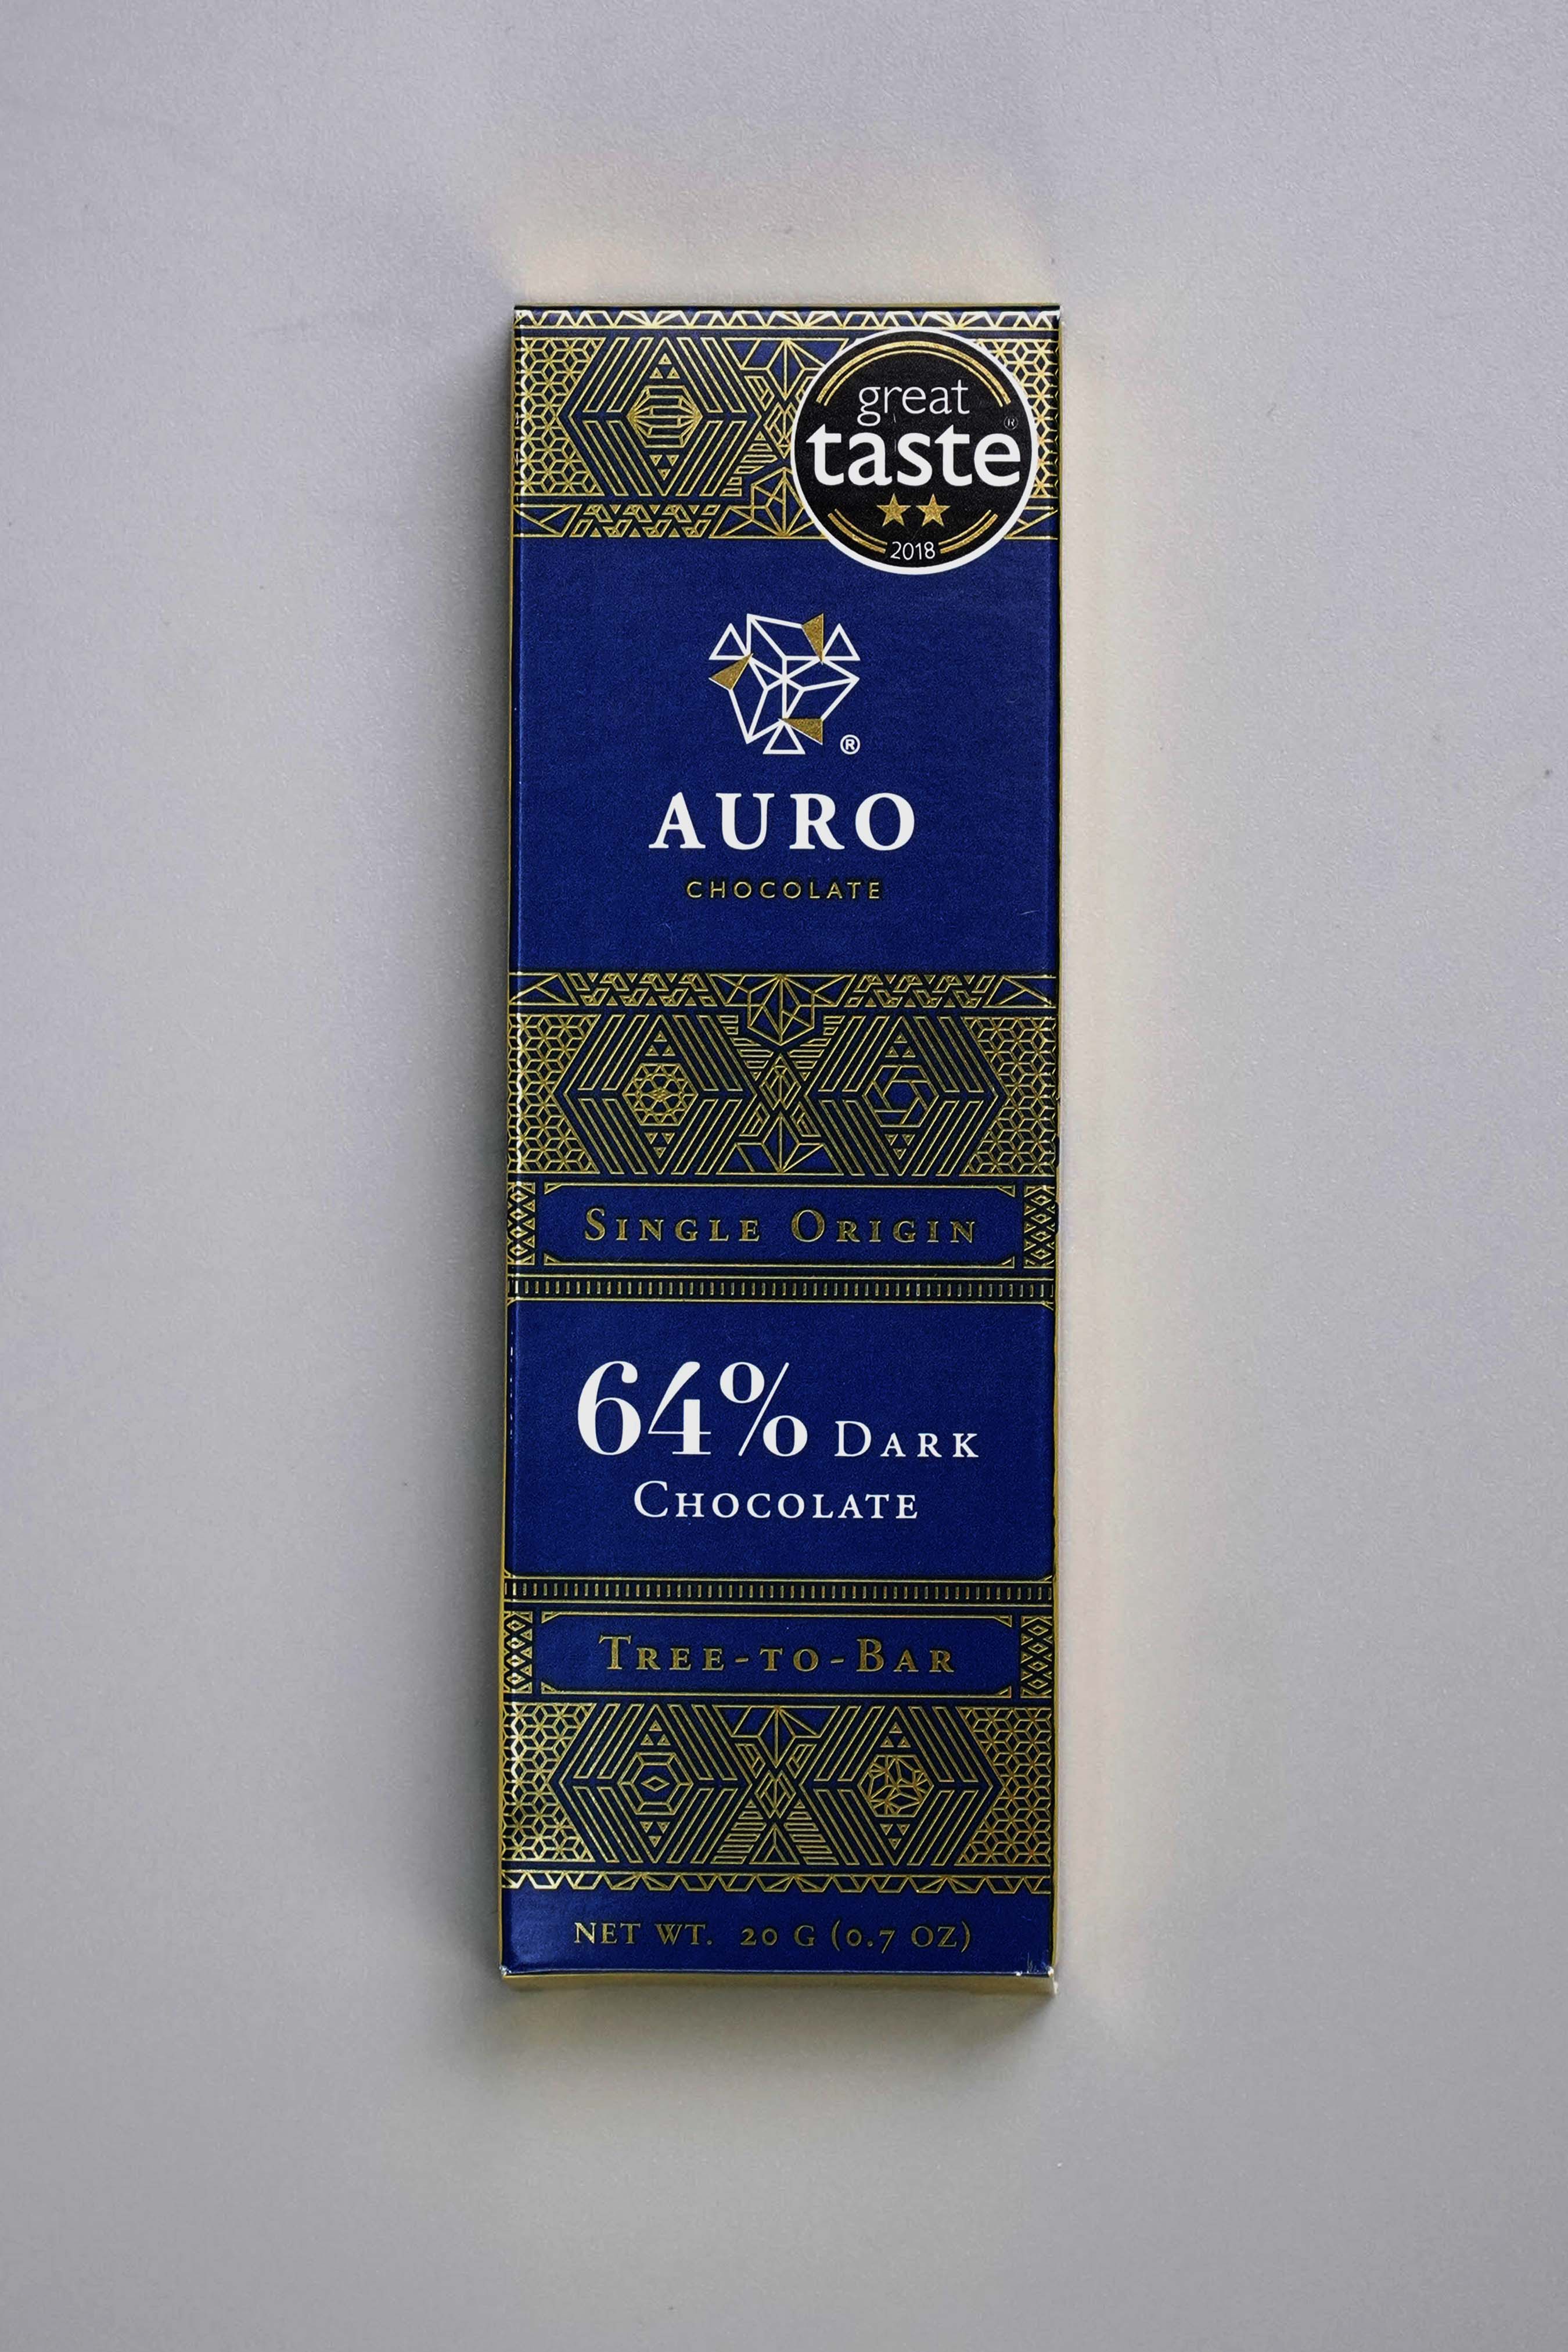 great
taste®
2018
®
AURO
CHOCOLATE
SINGLE ORIGIN
64% DARK
CHOCOLATE
TREE-TO-BAR
NET WT. 20 G (0.7 OZ)